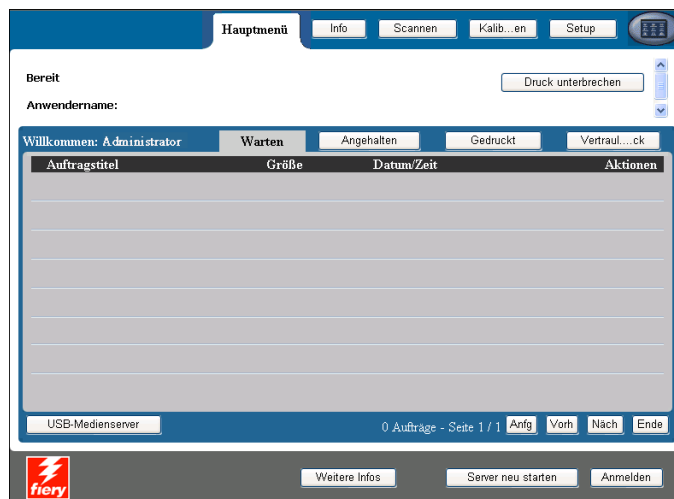 Hauptmenü Info Scannen Kalib...en Setup
Bereit
Druck unterbrechen
Anwendername:
Willkommen: Administrator Warten Angehalten Gedruckt Vertraul....ck
Auftragstitel Größe Datum/Zeit Aktionen
USB-Medienserver 0 Aufträge - Seite 1 / 1 Anfg Vorh Näch Ende
fiery Weitere Infos Server neu starten Anmelden